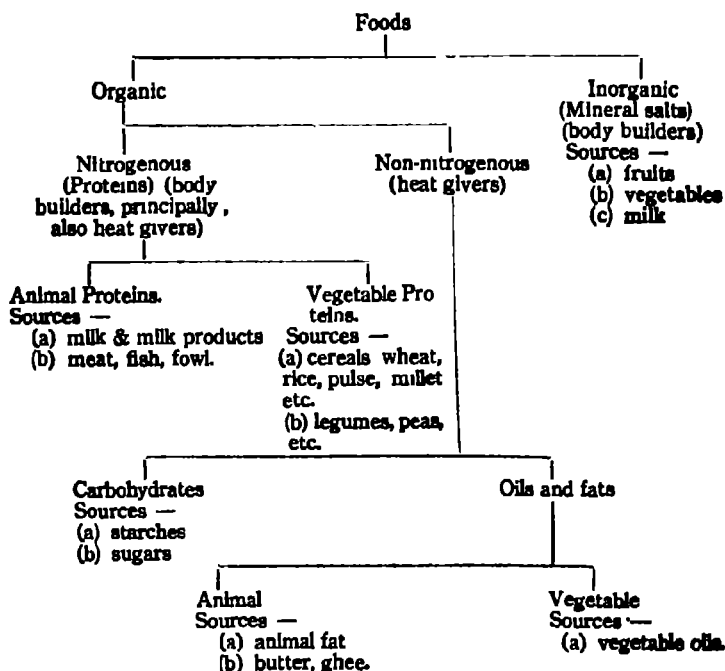 Foods
Organic
Inorganic
(Mineral salts)
(body builders)
Sources —
(a) fruits
(b) vegetables
(c) milk
Nitrogenous
(Proteins) (body
builders, principally,
also heat givers)
Non-nitrogenous
(heat givers)
Animal Proteins.
Sources —
(a) milk & milk products
(b) meat, fish, fowl.
Vegetable Pro
teins.
Sources —
(a) cereals wheat,
rice, pulse, millet
etc.
(b) legumes, peas,
etc.
Carbohydrates
Sources —
(a) starches
(b) sugars
Oils and fats
Animal
Sources —
(a) animal fat
(b) butter, ghee.
Vegetable
Sources —
(a) vegetable oils.